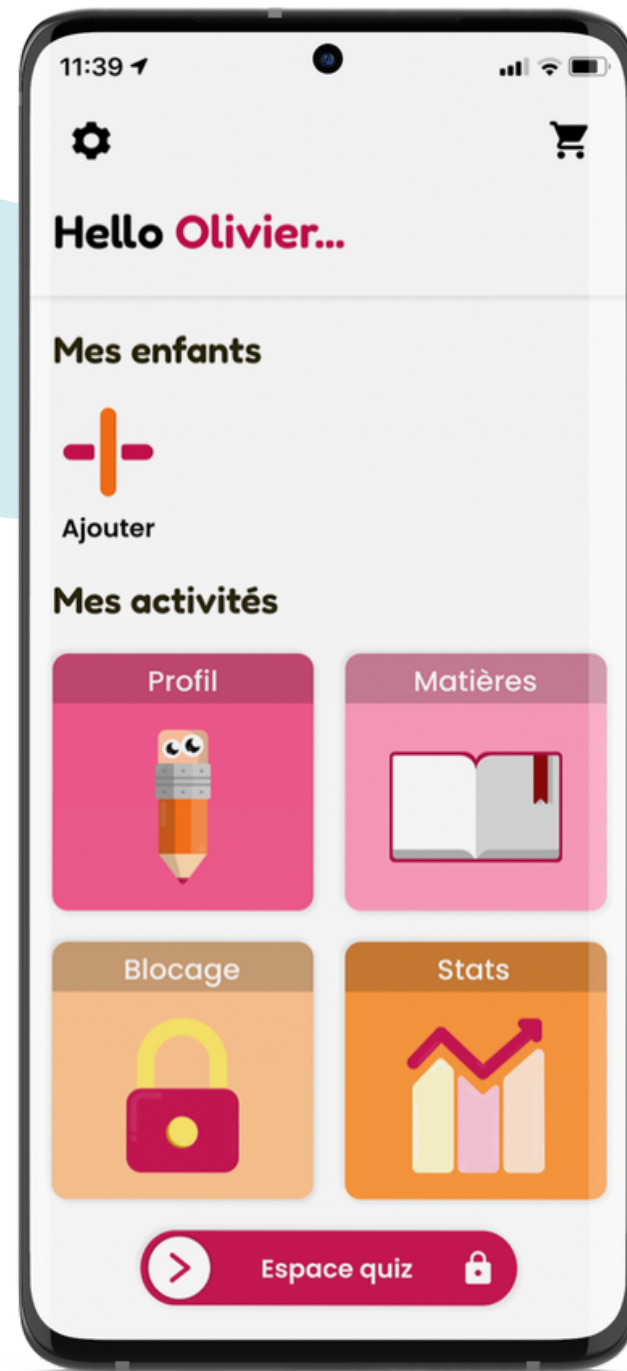 11:39
Hello Olivier...
Mes enfants
Ajouter
Mes activités
Profil
Matières
Blocage
Stats
Espace quiz